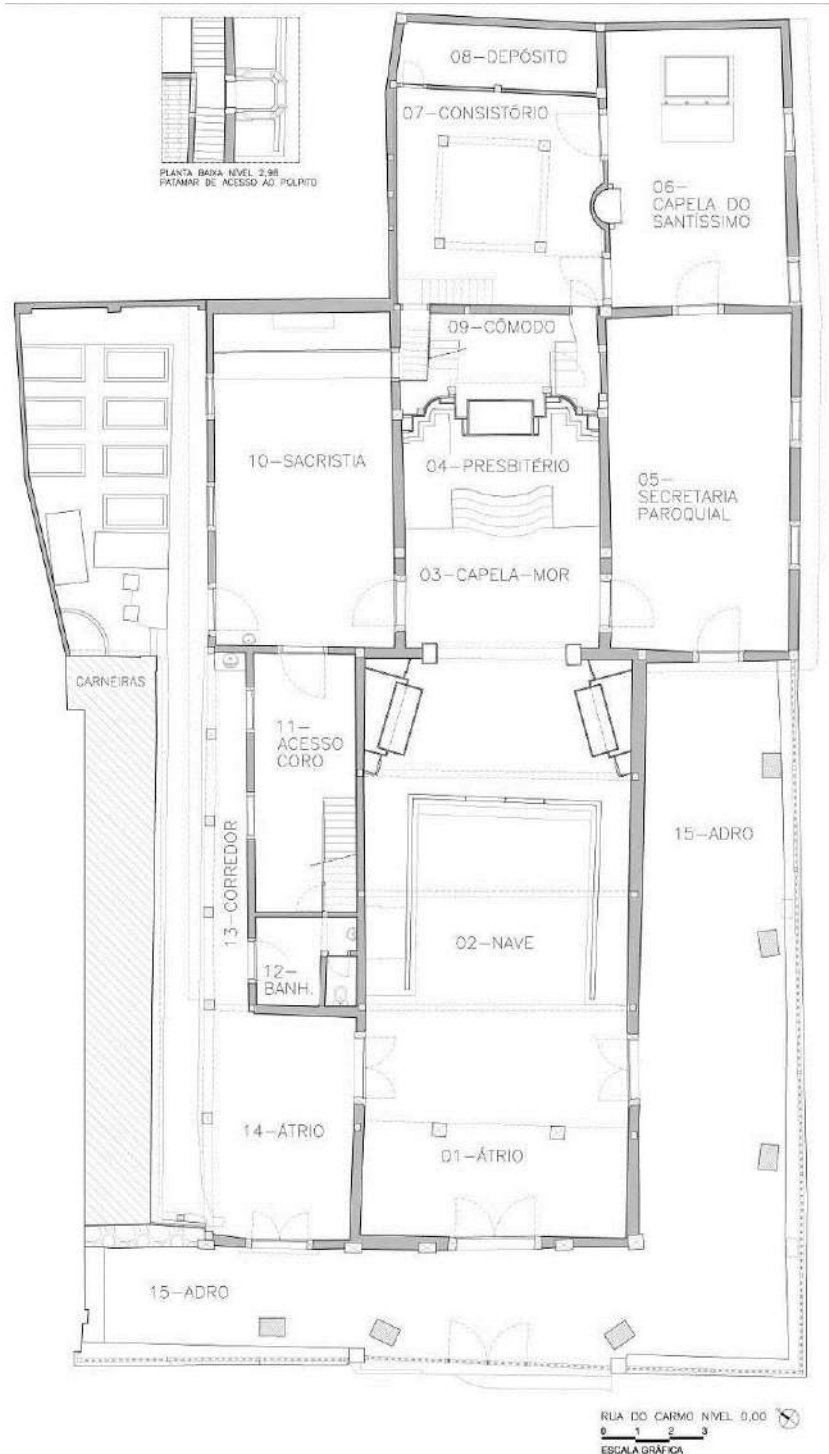 08-DEPÓSITO
07-CONSISTÓRIO
PLANTA BAIXA NÍVEL 2,98
PATAMAR DE ACESSO AO PÚLPITO
06-
CAPELA DO
SANTÍSSIMO
09-CÔMODO
10-SACRISTIA
04-PRESBITÉRIO
05-
SECRETARIA
PAROQUIAL
03-CAPELA-MOR
CARNEIRAS
11-
ACESSO
CORO
13-CORREDOR
15-ADRO
02-NAVE
12-
BANH.
14-ÁTRIO
01-ÁTRIO
15-ADRO
RUA DO CARMO NÍVEL 0,00
0 1 2 3
ESCALA GRÁFICA